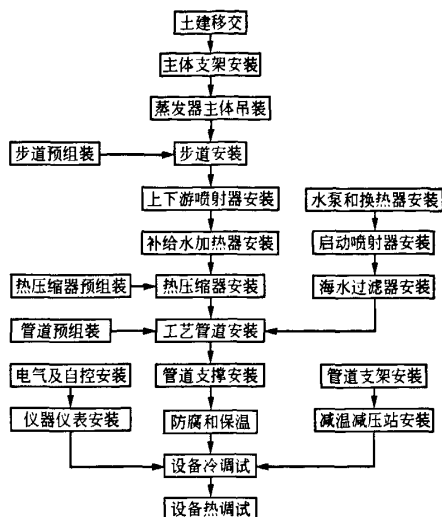 土建移交
主体支架安装
蒸发器主体吊装
步道预组装
步道安装
上下游喷射器安装
水泵和换热器安装
补给水加热器安装
启动喷射器安装
热压缩器预组装
热压缩器安装
海水过滤器安装
管道预组装
工艺管道安装
电气及自控安装
管道支撑安装
管道支架安装
仪器仪表安装
防腐和保温
减温减压站安装
设备冷调试
设备热调试